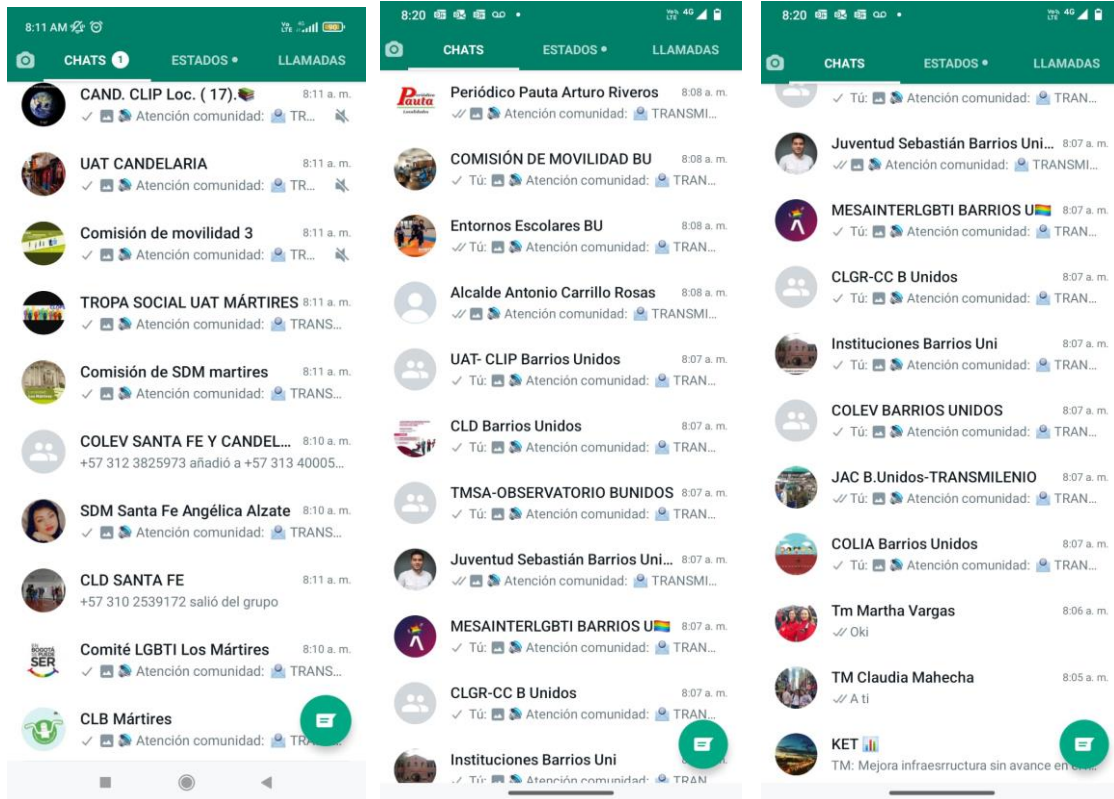 8:11 AM
Vo LTE 4G
CHATS 1 ESTADOS LLAMADAS
CAND. CLIP Loc. ( 17). 8:11 a. m.
Atención comunidad: TR...
UAT CANDELARIA 8:11 a. m.
Atención comunidad: TR...
Comisión de movilidad 3 8:11 a. m.
Atención comunidad: TR...
TROPA SOCIAL UAT MÁRTIRES 8:11 a. m.
Atención comunidad: TRANS...
Comisión de SDM martires 8:11 a. m.
Atención comunidad: TRANS...
COLEV SANTA FE Y CANDEL... 8:10 a. m.
+57 312 3825973 añadió a +57 313 40005...
SDM Santa Fe Angélica Alzate 8:10 a. m.
Atención comunidad: TRANS...
CLD SANTA FE 8:11 a. m.
+57 310 2539172 salió del grupo
BOGOTÁ
SER
Comité LGBTI Los Mártires 8:10 a. m.
Atención comunidad: TRANS...
CLB Mártires
Atención comunidad:
8:20 4G
CHATS ESTADOS LLAMADAS
Pauta
Periódico Pauta Arturo Riveros 8:08 a. m.
Atención comunidad: TRANSMI...
COMISIÓN DE MOVILIDAD BU 8:08 a. m.
Tú: Atención comunidad: TRAN...
Entornos Escolares BU 8:08 a. m.
Tú: Atención comunidad: TRAN...
Alcalde Antonio Carrillo Rosas 8:08 a. m.
Atención comunidad: TRANSMI...
UAT- CLIP Barrios Unidos 8:07 a. m.
Tú: Atención comunidad: TRAN...
CLD Barrios Unidos 8:07 a. m.
Tú: Atención comunidad: TRAN...
TMSA-OBSERVATORIO BUNIDOS 8:07 a. m.
Tú: Atención comunidad: TRAN...
Juventud Sebastián Barrios Uni... 8:07 a. m.
Atención comunidad: TRANSMI...
MESAINTERLGBTI BARRIOS U 8:07 a. m.
Tú: Atención comunidad: TRAN...
CLGR-CC B Unidos 8:07 a. m.
Tú: Atención comunidad: TRAN...
Instituciones Barrios Uni
Tú: Atención comunidad: TRAN
8:20 4G
CHATS ESTADOS LLAMADAS
Tú: Atención comunidad: TRAN...
Juventud Sebastián Barrios Uni... 8:07 a. m.
Atención comunidad: TRANSMI...
MESAINTERLGBTI BARRIOS U 8:07 a. m.
Tú: Atención comunidad: TRAN...
CLGR-CC B Unidos 8:07 a. m.
Tú: Atención comunidad: TRAN...
Instituciones Barrios Uni 8:07 a. m.
Tú: Atención comunidad: TRAN...
COLEV BARRIOS UNIDOS 8:07 a. m.
Tú: Atención comunidad: TRAN...
JAC B.Unidos-TRANSMILENIO 8:07 a. m.
Tú: Atención comunidad: TRAN...
COLIA Barrios Unidos 8:07 a. m.
Tú: Atención comunidad: TRAN...
Tm Martha Vargas 8:06 a. m.
Oki
TM Claudia Mahecha 8:05 a. m.
A ti
KET
TM: Mejora infraesrructura sin avance en